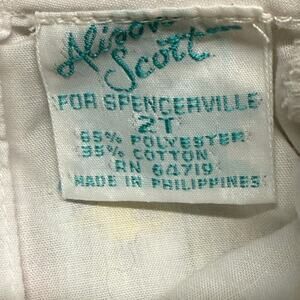 Alison
Scott
FOR SPENCERVILLE
2T
65% POLYESTER
35% COTTON
RN 64719
MADE IN PHILIPPINES